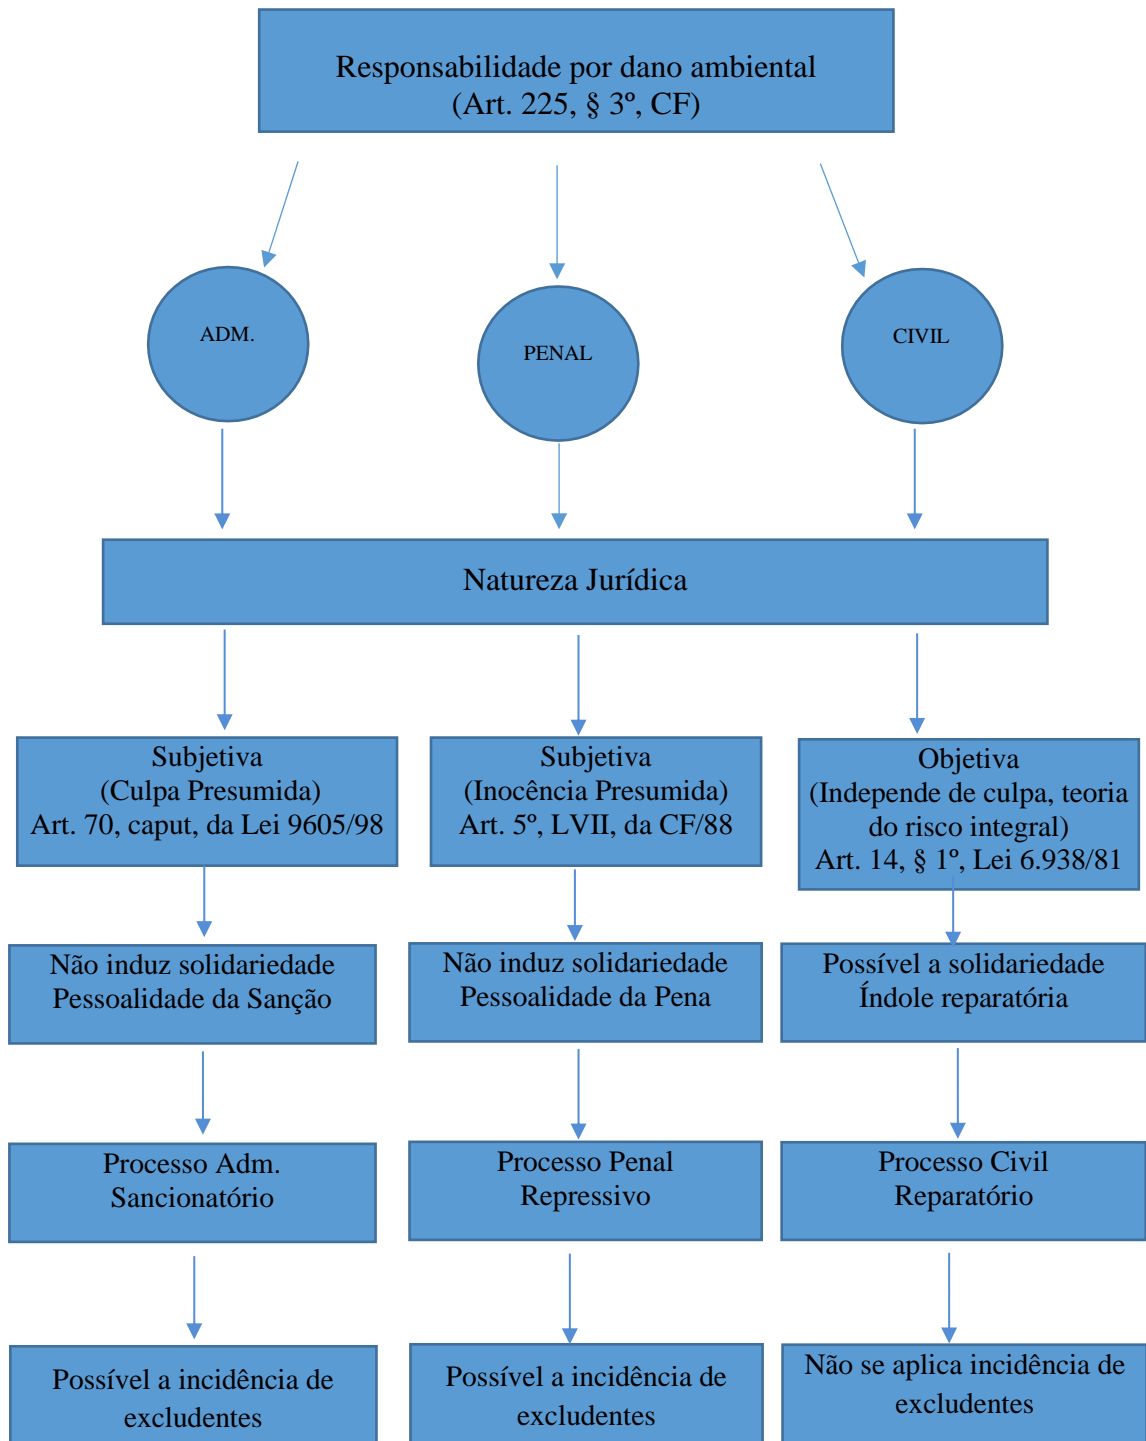 Responsabilidade por dano ambiental
(Art. 225, § 3º, CF)
ADM.
PENAL
CIVIL
Natureza Jurídica
Subjetiva
(Culpa Presumida)
Art. 70, caput, da Lei 9605/98
Subjetiva
(Inocência Presumida)
Art. 5º, LVII, da CF/88
Objetiva
(Independe de culpa, teoria
do risco integral)
Art. 14, § 1º, Lei 6.938/81
Não induz solidariedade
Pessoalidade da Sanção
Não induz solidariedade
Pessoalidade da Pena
Possível a solidariedade
Índole reparatória
Processo Adm.
Sancionatório
Processo Penal
Repressivo
Processo Civil
Reparatório
Possível a incidência de
excludentes
Possível a incidência de
excludentes
Não se aplica incidência de
excludentes